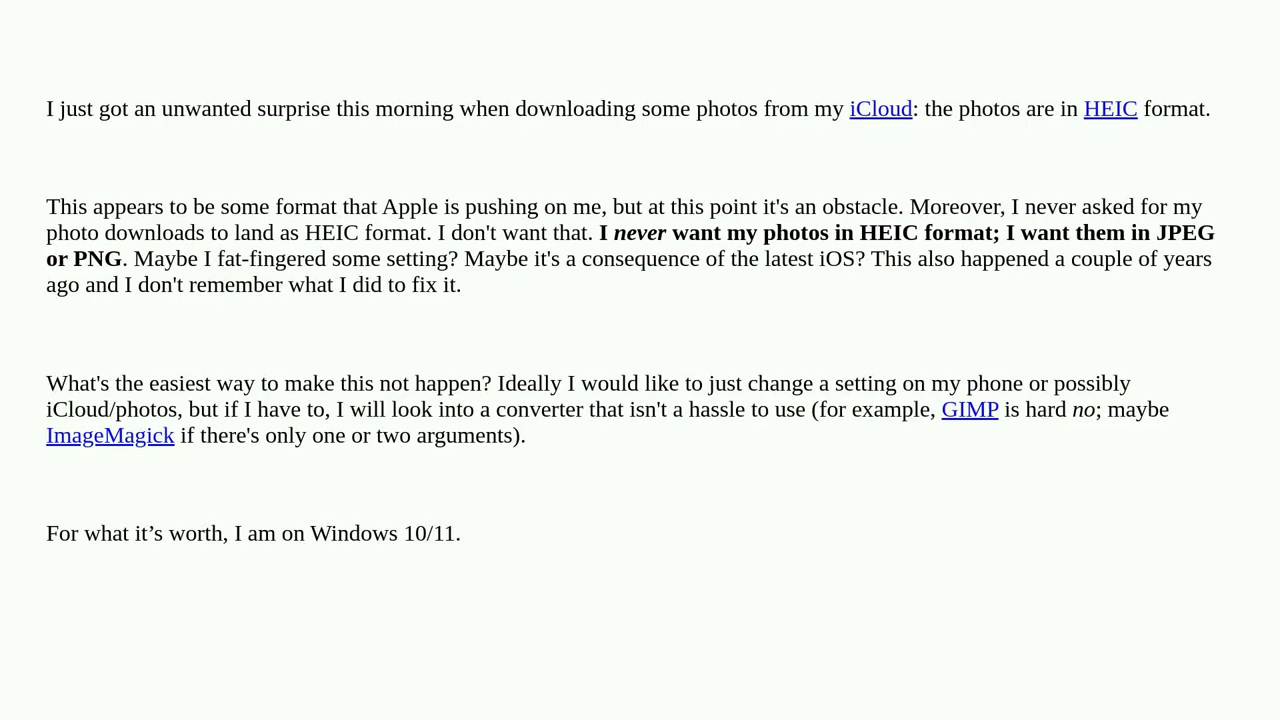 I just got an unwanted surprise this morning when downloading some photos from my iCloud: the photos are in HEIC format.
This appears to be some format that Apple is pushing on me, but at this point it's an obstacle. Moreover, I never asked for my
photo downloads to land as HEIC format. I don't want that. I never want my photos in HEIC format; I want them in JPEG
or PNG. Maybe I fat-fingered some setting? Maybe it's a consequence of the latest iOS? This also happened a couple of years
ago and I don't remember what I did to fix it.
What's the easiest way to make this not happen? Ideally I would like to just change a setting on my phone or possibly
iCloud/photos, but if I have to, I will look into a converter that isn't a hassle to use (for example, GIMP is hard no; maybe
ImageMagick if there's only one or two arguments).
For what it’s worth, I am on Windows 10/11.